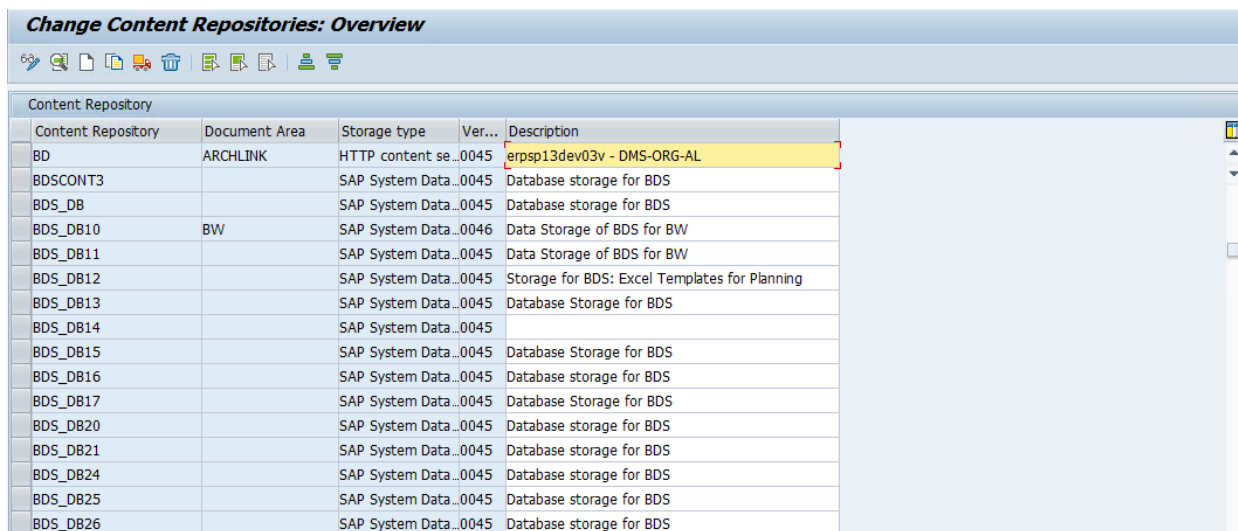 Change Content Repositories: Overview
Content Repository
Content Repository Document Area Storage type Ver... Description
BD ARCHLINK HTTP content se...0045 erpsp13dev03v - DMS-ORG-AL
BDSCONT3 SAP System Data...0045 Database storage for BDS
BDS_DB SAP System Data...0045 Database storage for BDS
BDS_DB10 BW SAP System Data...0046 Data Storage of BDS for BW
BDS_DB11 SAP System Data...0045 Data Storage of BDS for BW
BDS_DB12 SAP System Data...0045 Storage for BDS: Excel Templates for Planning
BDS_DB13 SAP System Data...0045 Database Storage for BDS
BDS_DB14 SAP System Data...0045
BDS_DB15 SAP System Data...0045 Database Storage for BDS
BDS_DB16 SAP System Data...0045 Database storage for BDS
BDS_DB17 SAP System Data...0045 Database Storage for BDS
BDS_DB20 SAP System Data...0045 Database storage for BDS
BDS_DB21 SAP System Data...0045 Database storage for BDS
BDS_DB24 SAP System Data...0045 Database storage for BDS
BDS_DB25 SAP System Data...0045 Database storage for BDS
BDS_DB26 SAP System Data...0045 Database storage for BDS